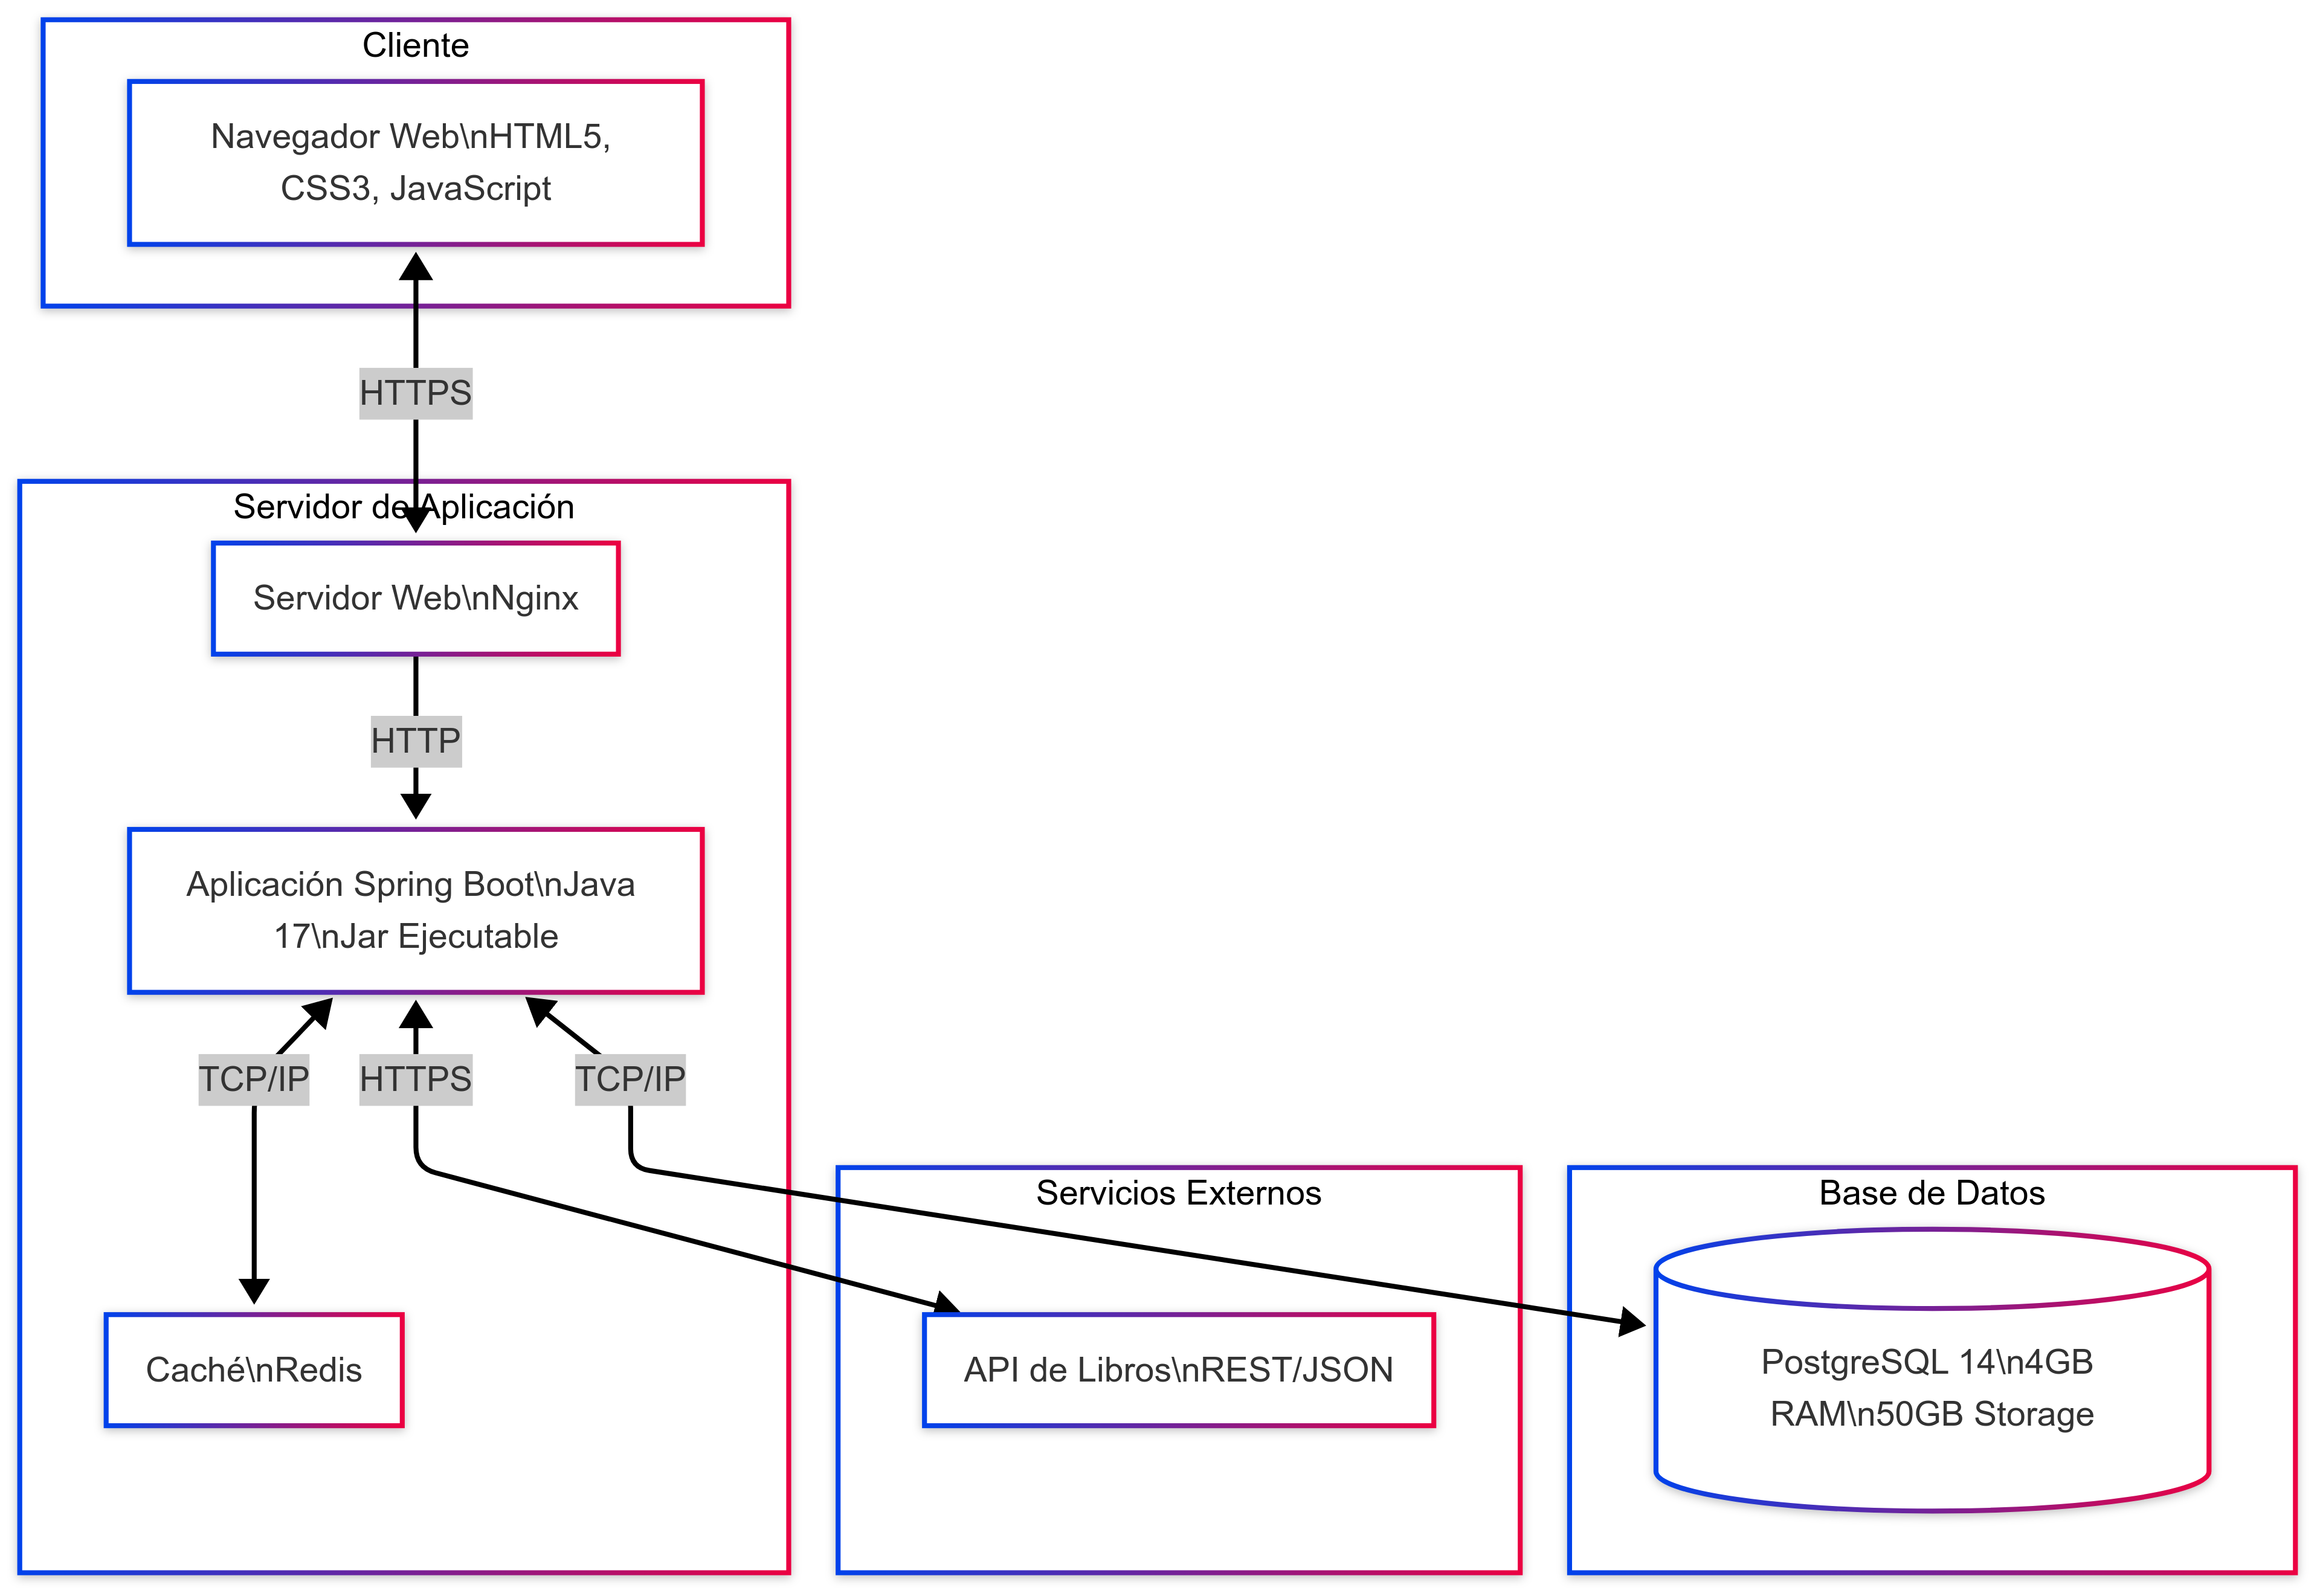 Cliente
Navegador Web\nHTML5,
CSS3, JavaScript
HTTPS
Servidor de Aplicación
Servidor Web\nNginx
HTTP
Aplicación Spring Boot\nJava
17\nJar Ejecutable
TCP/IP
HTTPS
TCP/IP
Caché\nRedis
Servicios Externos
API de Libros\nREST/JSON
Base de Datos
PostgreSQL 14\n4GB
RAM\n50GB Storage